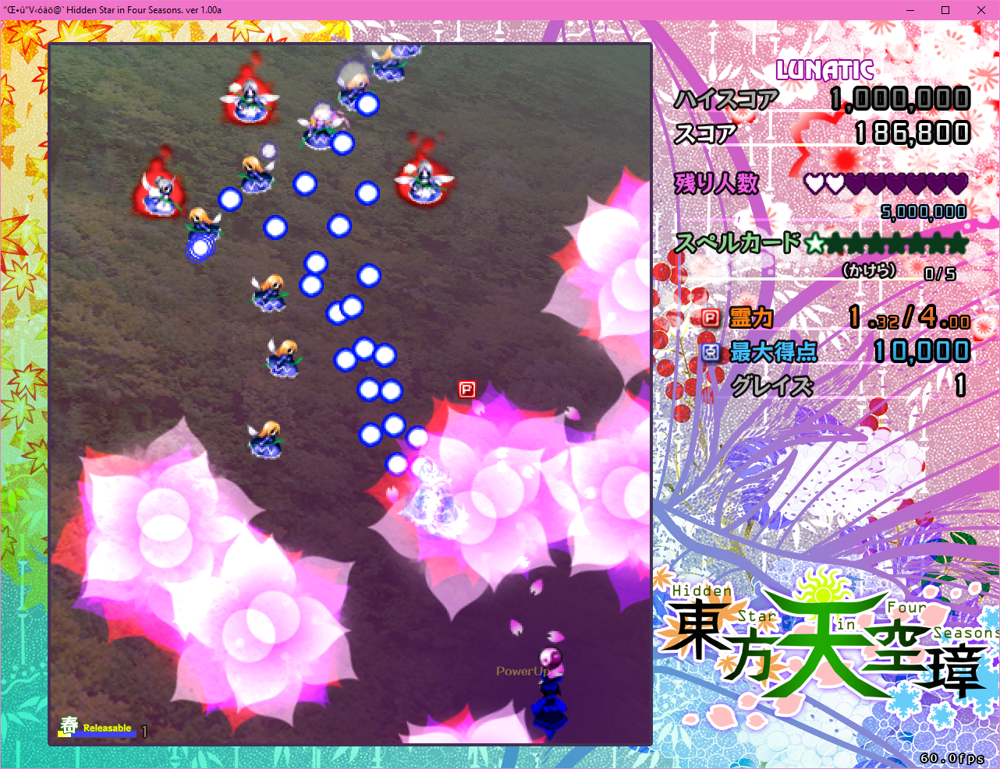 “Œ•û“V‹óàö@` Hidden Star in Four Seasons. ver 1.00a
LUNATIC
ハイスコア 1,000,000
スコア 186,800
残り人数
5,000,000
スペルカード
(かけら) 0/5
P 霊力 1.32/4.00
最大得点 10,000
グレイズ 1
P
PowerUp
春 Releasable 1
Hidden Star in Four Seasons
東方天空璋
60.0fps